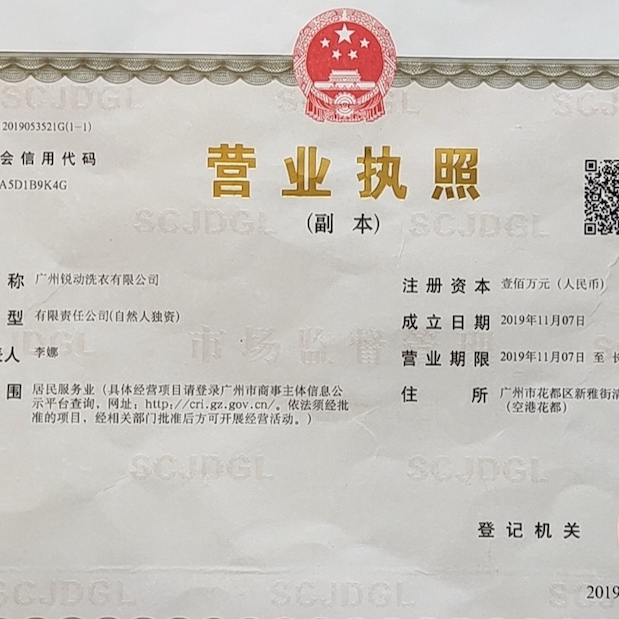 2019053521G(1-1)
会信用代码
A5D1B9K4G
营业执照
(副 本)
称 广州锐动洗衣有限公司
型 有限责任公司(自然人独资)
人 李娜
围 居民服务业(具体经营项目请登录广州市商事主体信息公
示平台查询,网址:http://cri.gz.gov.cn/。依法须经批
准的项目,经相关部门批准后方可开展经营活动。)
注册资本 壹佰万元(人民币)
成立日期 2019年11月07日
营业期限 2019年11月07日 至 长
住 所 广州市花都区新雅街清
(空港花都)
登记机关
2019
SCJDGL
SCJDGL
SCJDGL
SCJDGL
SCJDGL
市场监督管理
SCJDGL
SCJDGL
SCJDGL
SCJDGL